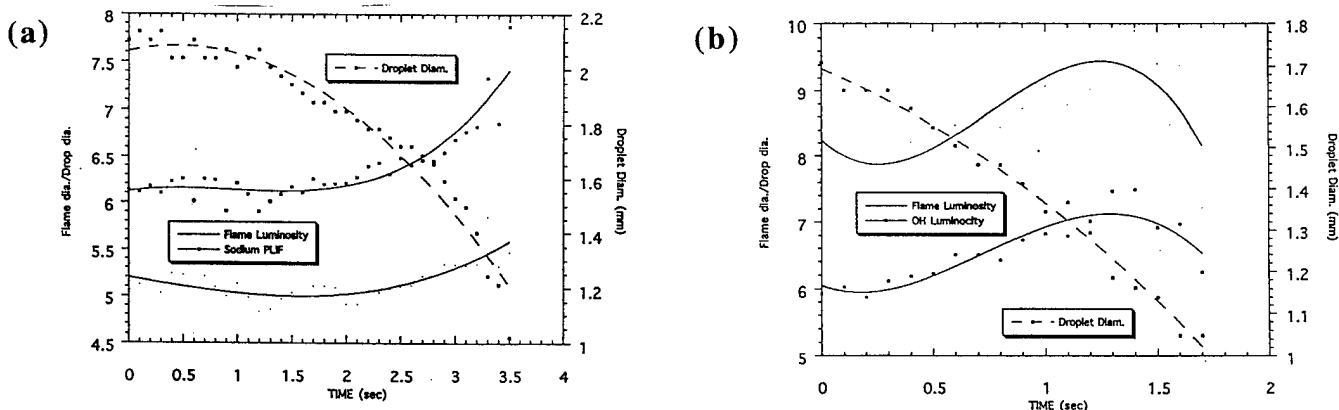 (a)
8
7.5
7
6.5
6
5.5
5
4.5
Flame dia./Drop dia.
0 0.5 1 1.5 2 2.5 3 3.5 4
TIME (sec)
2.2
2
1.8
1.6
1.4
1.2
1
Droplet Diam. (mm)
Droplet Diam.
Flame Luminosity
Sodium PLIF
(b)
10
9
8
7
6
5
Flame dia./Drop dia.
0 0.5 1 1.5 2
TIME (sec)
1.8
1.7
1.6
1.5
1.4
1.3
1.2
1.1
1
Droplet Diam. (mm)
Flame Luminosity
OH Luminocity
Droplet Diam.